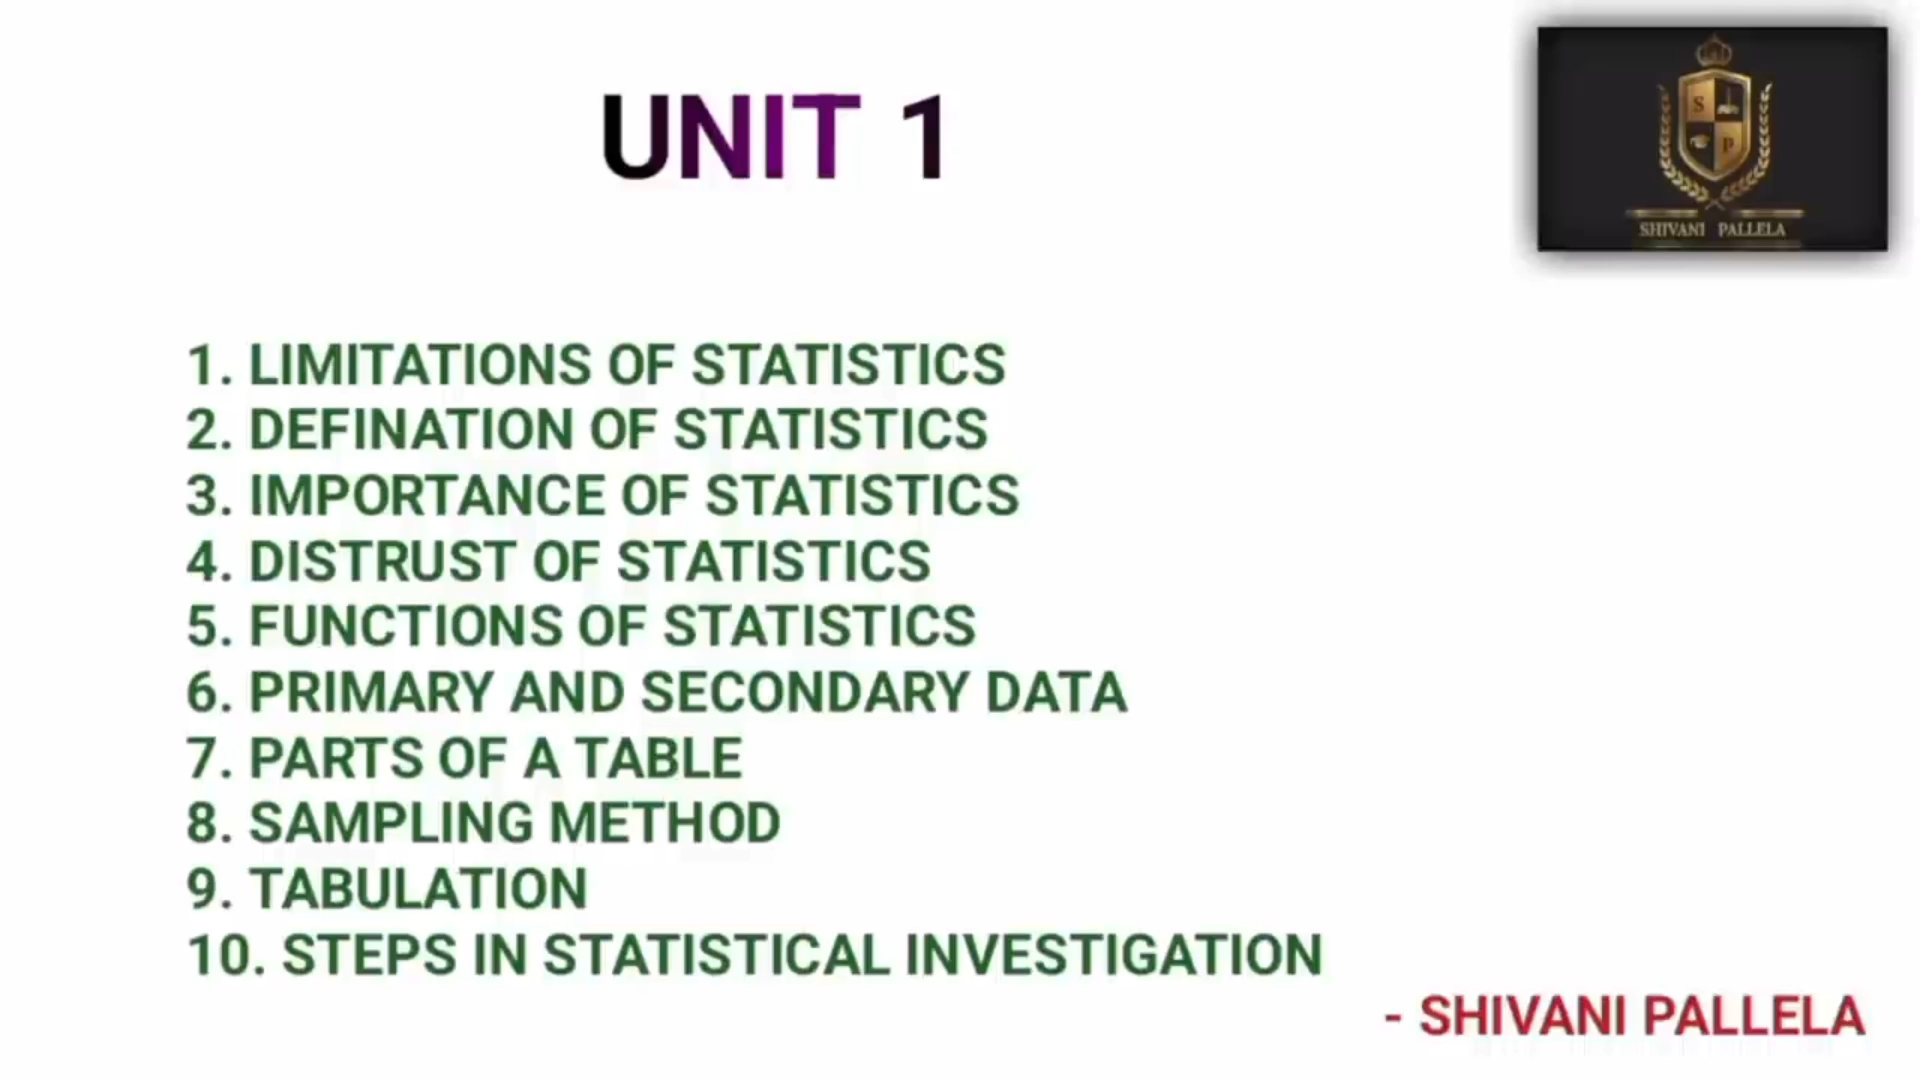 UNIT 1
S
P
SHIVANI PALLELA
1. LIMITATIONS OF STATISTICS
2. DEFINATION OF STATISTICS
3. IMPORTANCE OF STATISTICS
4. DISTRUST OF STATISTICS
5. FUNCTIONS OF STATISTICS
6. PRIMARY AND SECONDARY DATA
7. PARTS OF A TABLE
8. SAMPLING METHOD
9. TABULATION
10. STEPS IN STATISTICAL INVESTIGATION
- SHIVANI PALLELA